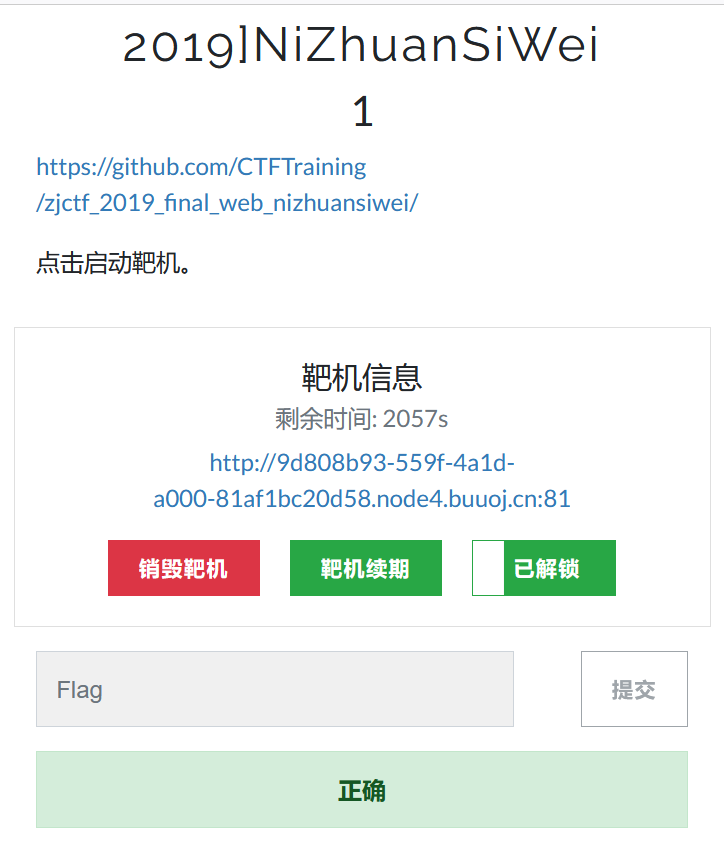 2019]NiZhuanSiWei
1
https://github.com/CTFTraining
/zjctf_2019_final_web_nizhuansiwei/
点击启动靶机。
靶机信息
剩余时间: 2057s
http://9d808b93-559f-4a1d-
a000-81af1bc20d58.node4.buuoj.cn:81
销毁靶机
靶机续期
已解锁
Flag
提交
正确